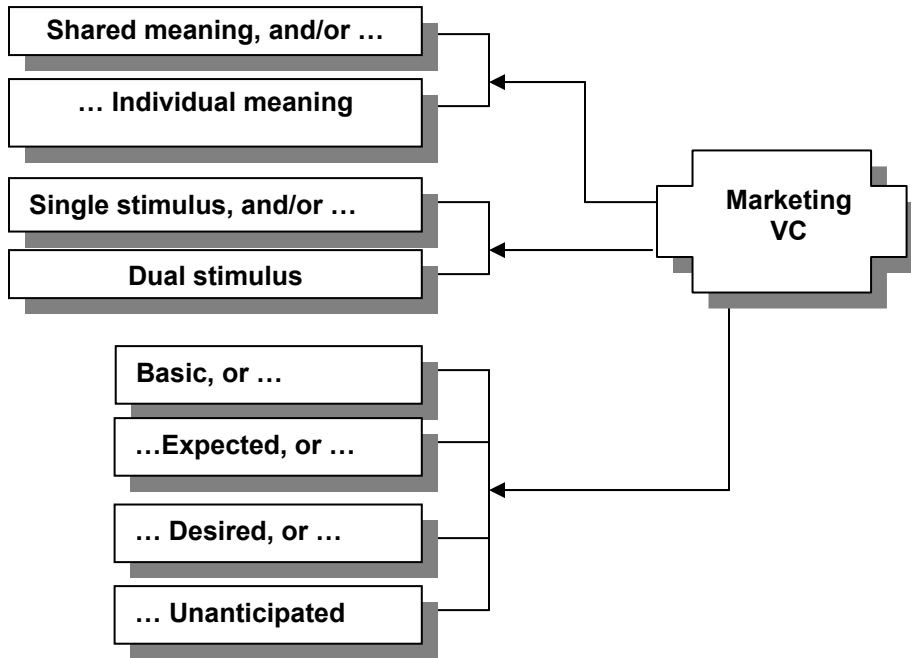 Shared meaning, and/or …
… Individual meaning
Single stimulus, and/or …
Dual stimulus
Marketing
VC
Basic, or …
…Expected, or …
… Desired, or …
… Unanticipated